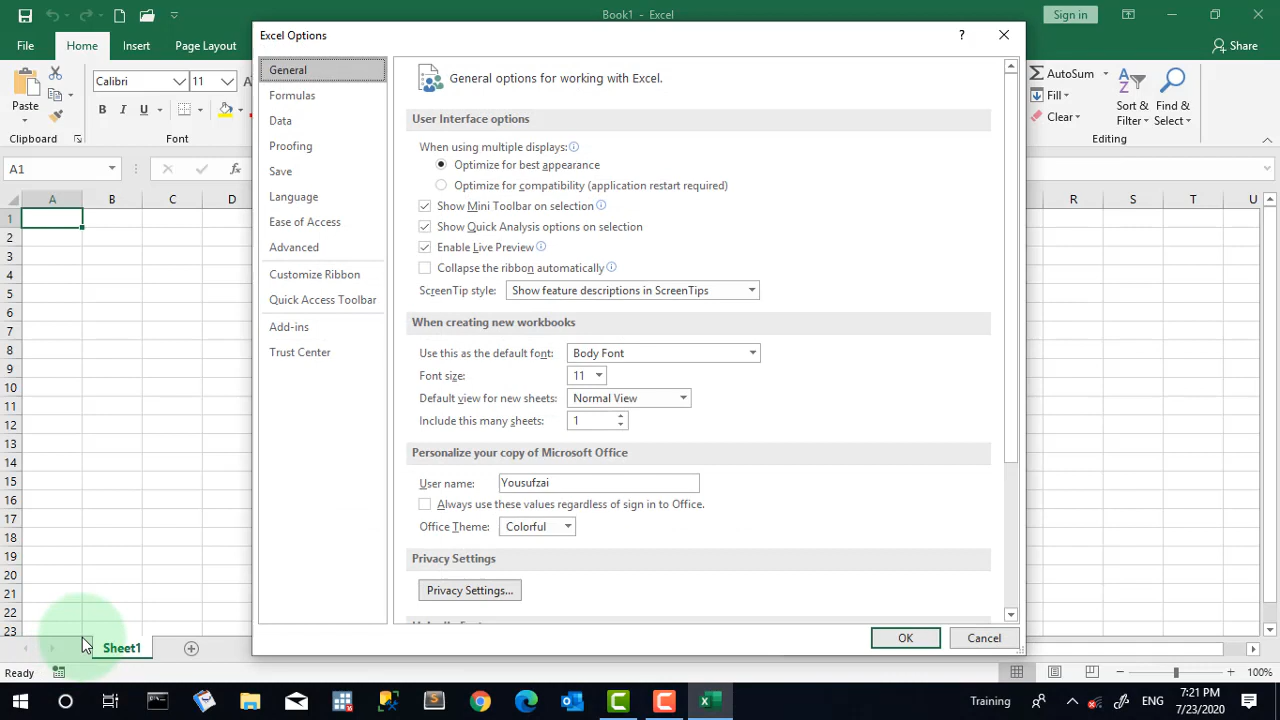 Book1 - Excel
Sign in
File
Home
Insert
Page Layout
Share
Paste
Clipboard
Calibri
11
B
I
U
Font
AutoSum
Fill
Clear
Sort &
Filter
Find &
Select
Editing
A1
fx
A
B
C
D
R
S
T
U
1
2
3
4
5
6
7
8
9
10
11
12
13
14
15
16
17
18
19
20
21
22
23
Excel Options
?
General
Formulas
Data
Proofing
Save
Language
Ease of Access
Advanced
Customize Ribbon
Quick Access Toolbar
Add-ins
Trust Center
General options for working with Excel.
User Interface options
When using multiple displays:
Optimize for best appearance
Optimize for compatibility (application restart required)
Show Mini Toolbar on selection
Show Quick Analysis options on selection
Enable Live Preview
Collapse the ribbon automatically
ScreenTip style: Show feature descriptions in ScreenTips
When creating new workbooks
Use this as the default font: Body Font
Font size: 11
Default view for new sheets: Normal View
Include this many sheets: 1
Personalize your copy of Microsoft Office
User name: Yousufzai
Always use these values regardless of sign in to Office.
Office Theme: Colorful
Privacy Settings
Privacy Settings...
OK
Cancel
Sheet1
Ready
100%
Training
ENG
7:21 PM
7/23/2020